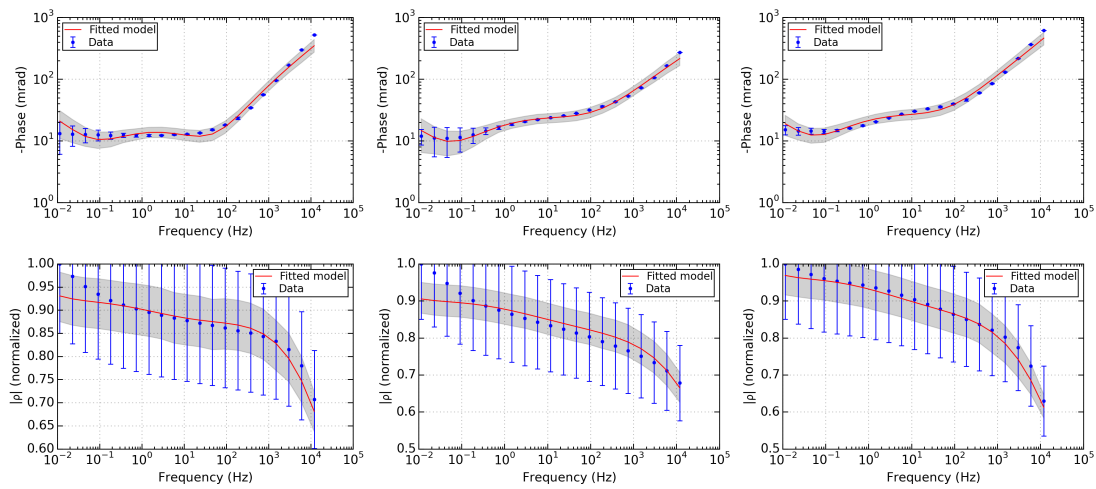 10^3
10^2
10^1
10^0
-Phase (mrad)
Fitted model
Data
10^-2 10^-1 10^0 10^1 10^2 10^3 10^4 10^5
Frequency (Hz)
10^3
10^2
10^1
10^0
-Phase (mrad)
Fitted model
Data
10^-2 10^-1 10^0 10^1 10^2 10^3 10^4 10^5
Frequency (Hz)
10^3
10^2
10^1
10^0
-Phase (mrad)
Fitted model
Data
10^-2 10^-1 10^0 10^1 10^2 10^3 10^4 10^5
Frequency (Hz)
1.00
0.95
0.90
0.85
0.80
0.75
0.70
0.65
0.60
|ρ| (normalized)
Fitted model
Data
10^-2 10^-1 10^0 10^1 10^2 10^3 10^4 10^5
Frequency (Hz)
1.0
0.9
0.8
0.7
0.6
0.5
|ρ| (normalized)
Fitted model
Data
10^-2 10^-1 10^0 10^1 10^2 10^3 10^4 10^5
Frequency (Hz)
1.0
0.9
0.8
0.7
0.6
0.5
|ρ| (normalized)
Fitted model
Data
10^-2 10^-1 10^0 10^1 10^2 10^3 10^4 10^5
Frequency (Hz)